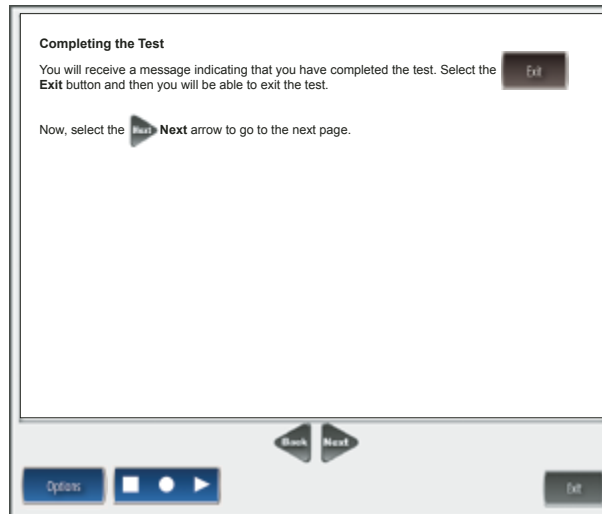 Completing the Test
You will receive a message indicating that you have completed the test. Select the Exit
Exit button and then you will be able to exit the test.
Now, select the Next Next arrow to go to the next page.
Back Next
Options
Exit